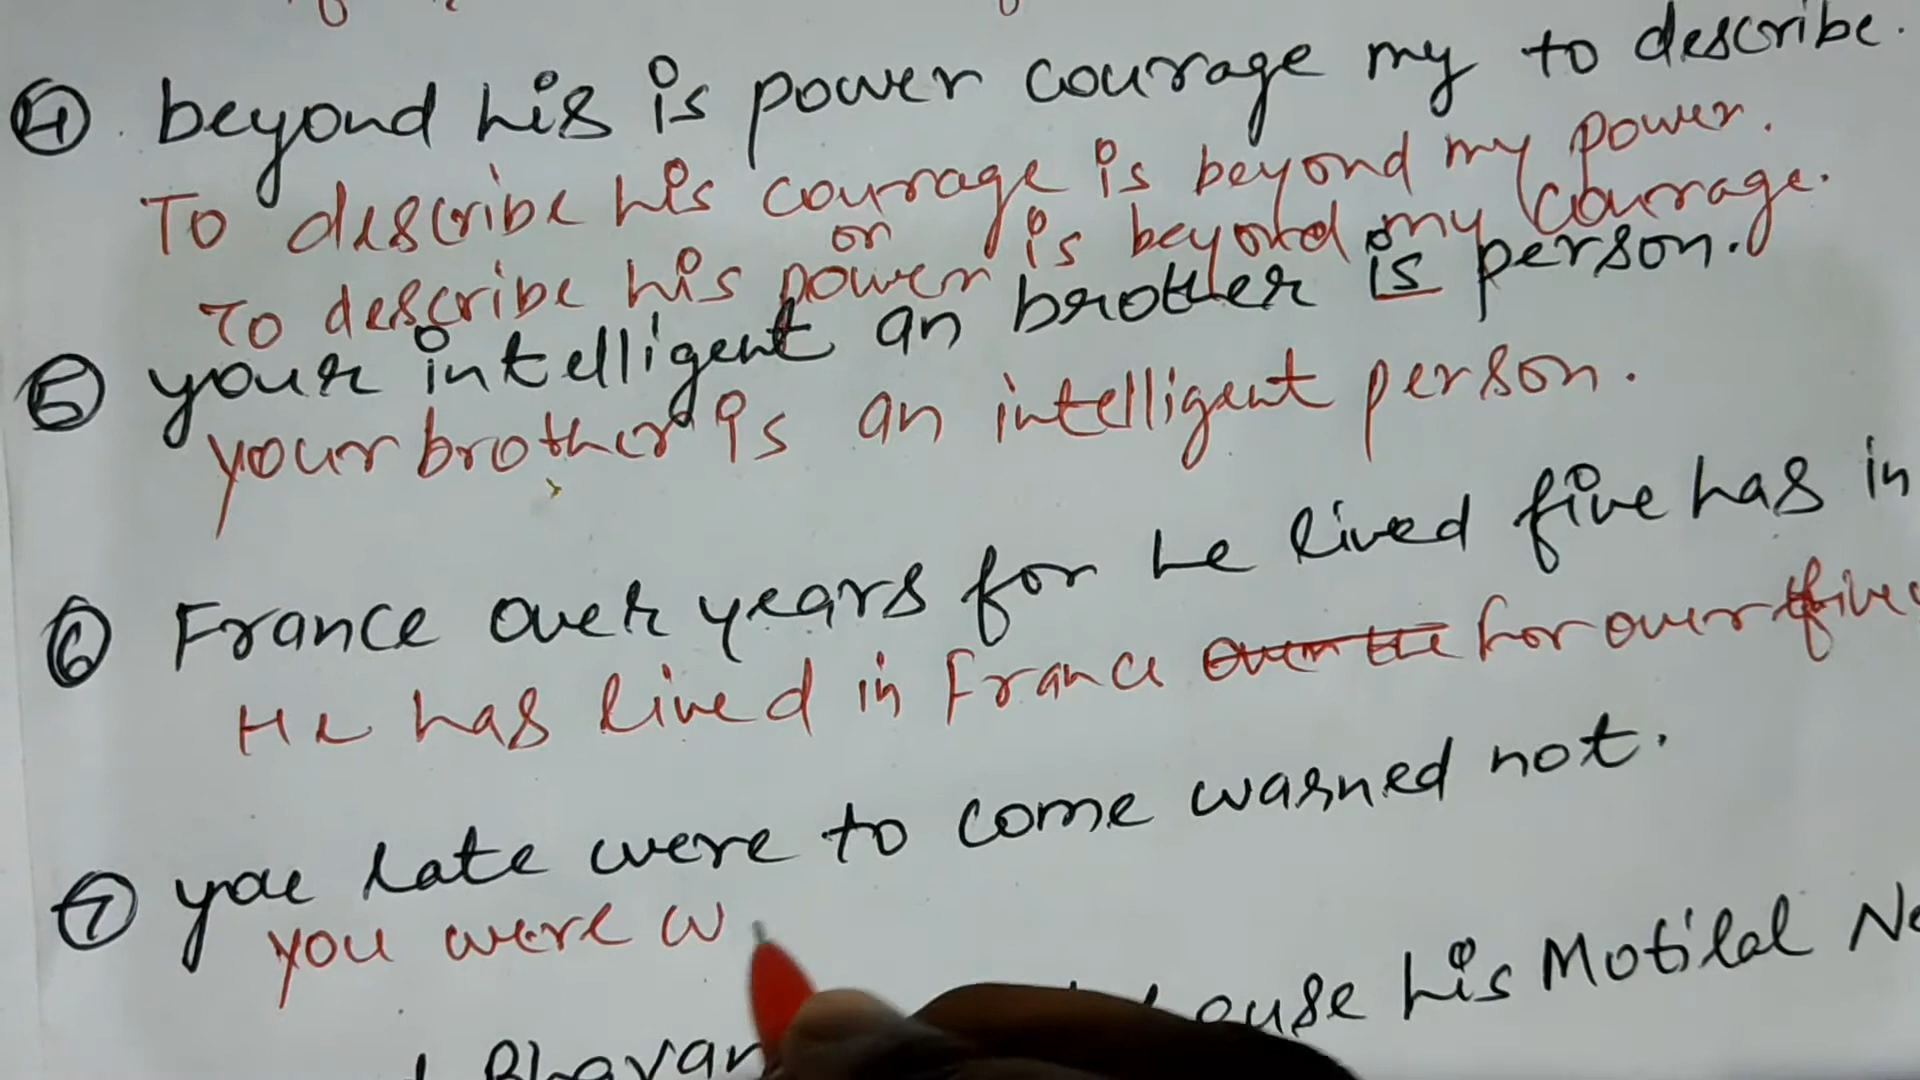 ④ beyond his is power courage my to describe.
To describe his courage is beyond my power.
or
To describe his power is beyond my courage.
⑤ your intelligent an brother is person.
your brother is an intelligent person.
⑥ France over years for he lived five has in
He has lived in France for over five
⑦ you late were to come warned not.
you were w
his Motilal